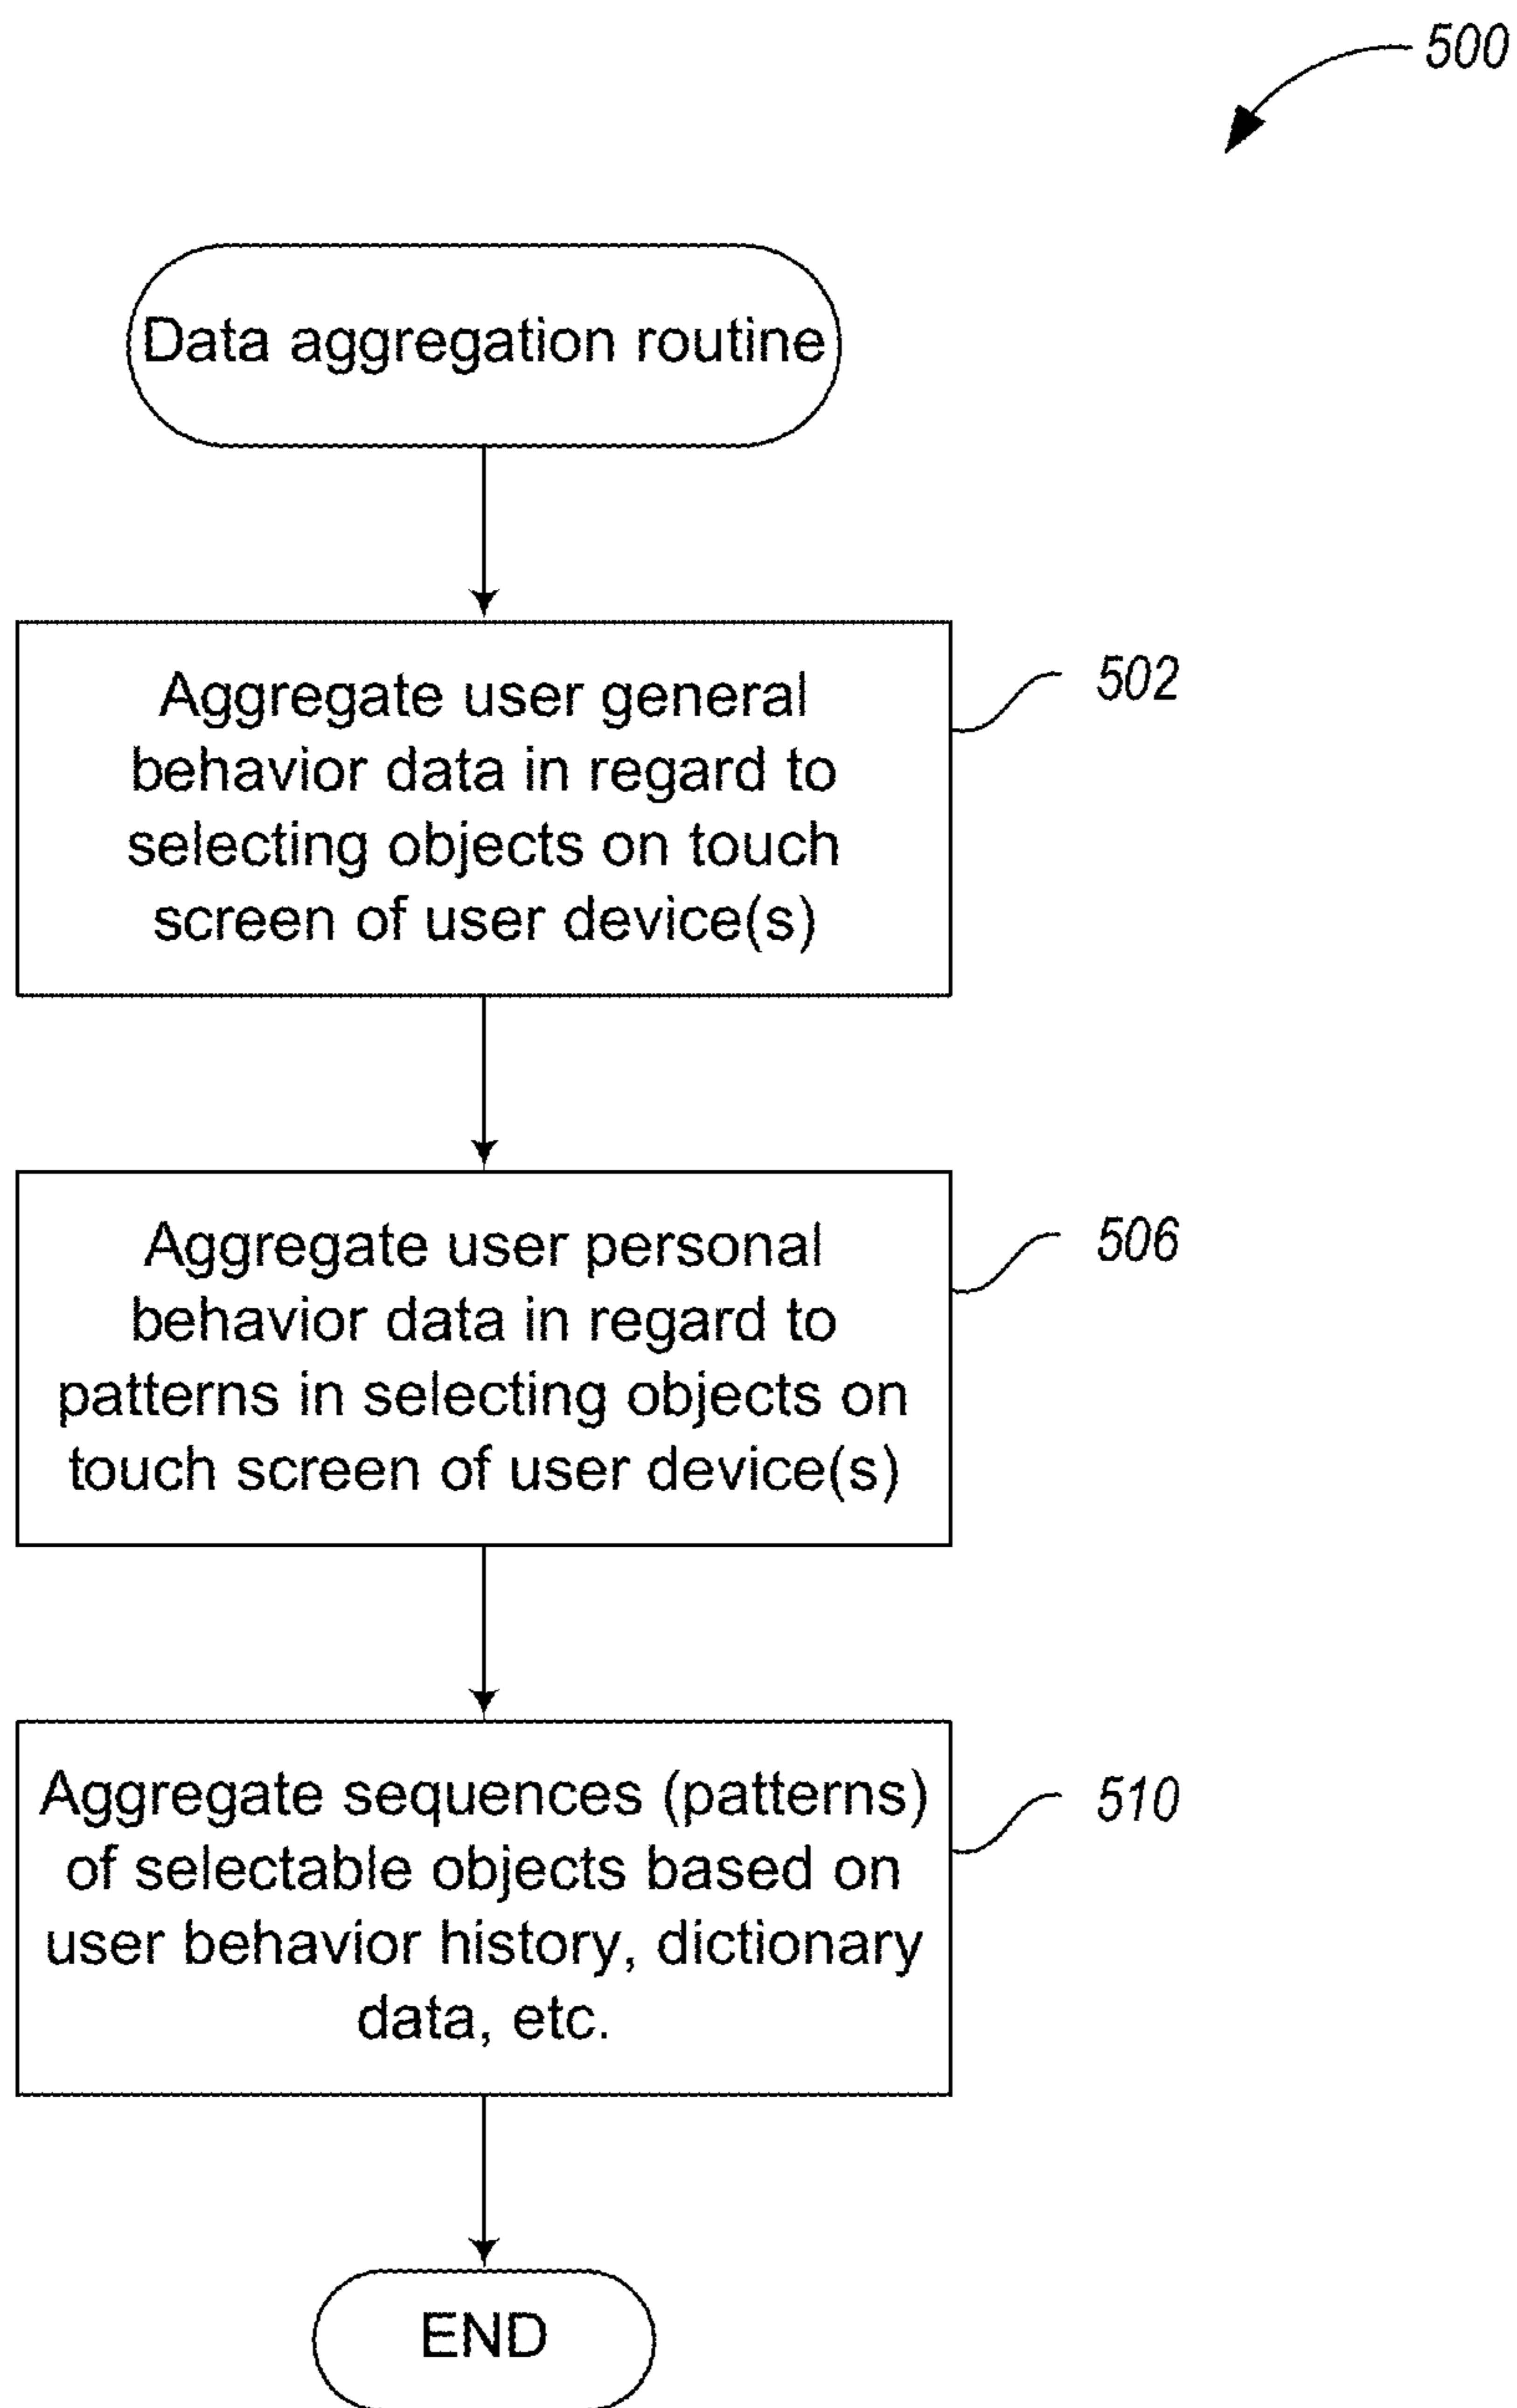 500
Data aggregation routine
Aggregate user general
behavior data in regard to
selecting objects on touch
screen of user device(s)
502
Aggregate user personal
behavior data in regard to
patterns in selecting objects on
touch screen of user device(s)
506
Aggregate sequences (patterns)
of selectable objects based on
user behavior history, dictionary
data, etc.
510
END